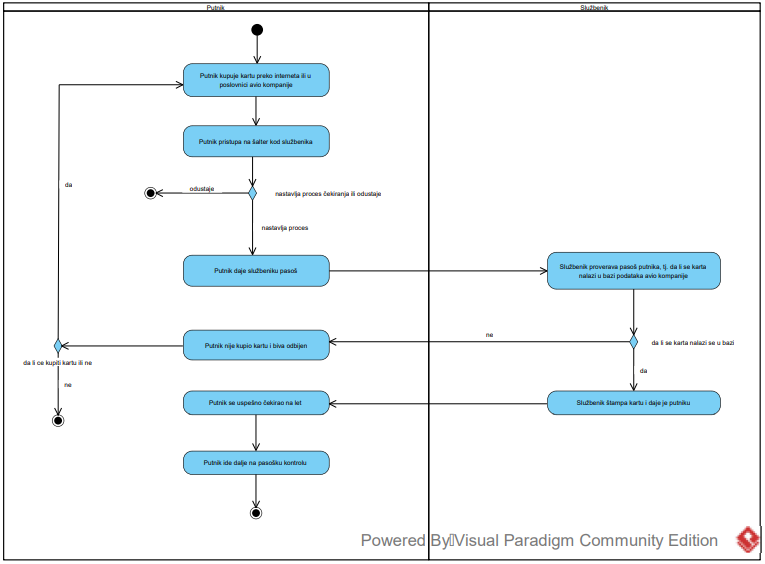 Putnik
Službenik
Putnik kupuje kartu preko interneta ili u
poslovnici avio kompanije
Putnik pristupa na šalter kod službenika
da
odustaje
nastavlja proces čekiranja ili odustaje
nastavlja proces
Putnik daje službeniku pasoš
Službenik proverava pasoš putnika, tj. da li se karta
nalazi u bazi podataka avio kompanije
ne
Putnik nije kupio kartu i biva odbijen
da li se karta nalazi se u bazi
da li ce kupiti kartu ili ne
da
ne
Putnik se uspešno čekirao na let
Službenik štampa kartu i daje je putniku
Putnik ide dalje na pasošku kontrolu
Powered By Visual Paradigm Community Edition